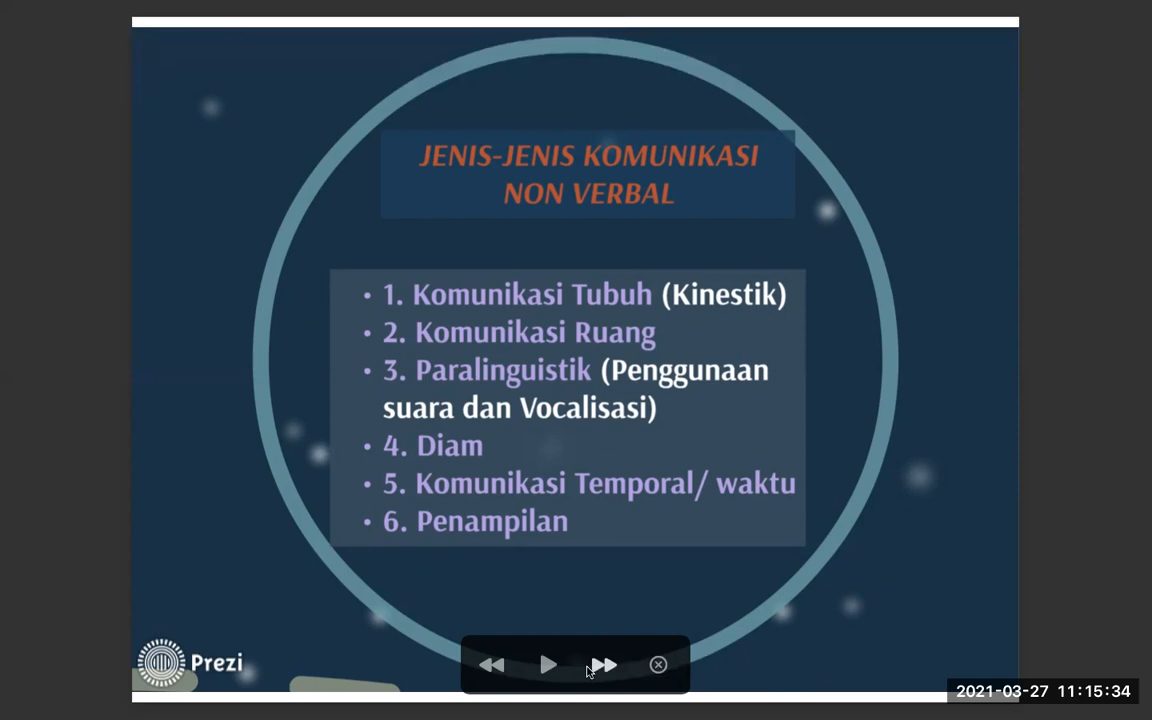 JENIS-JENIS KOMUNIKASI
NON VERBAL
• 1. Komunikasi Tubuh (Kinestik)
• 2. Komunikasi Ruang
• 3. Paralinguistik (Penggunaan
suara dan Vocalisasi)
• 4. Diam
• 5. Komunikasi Temporal/ waktu
• 6. Penampilan
Prezi
2021-03-27 11:15:34